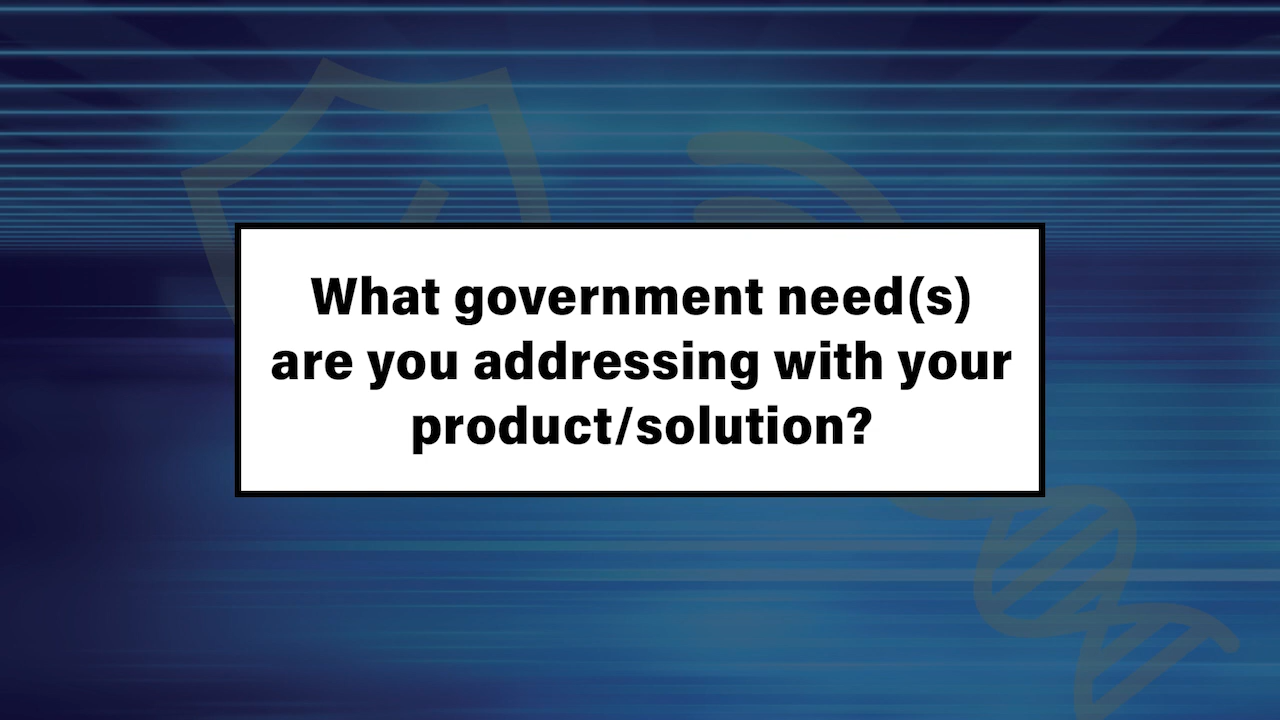 What government need(s)
are you addressing with your
product/solution?